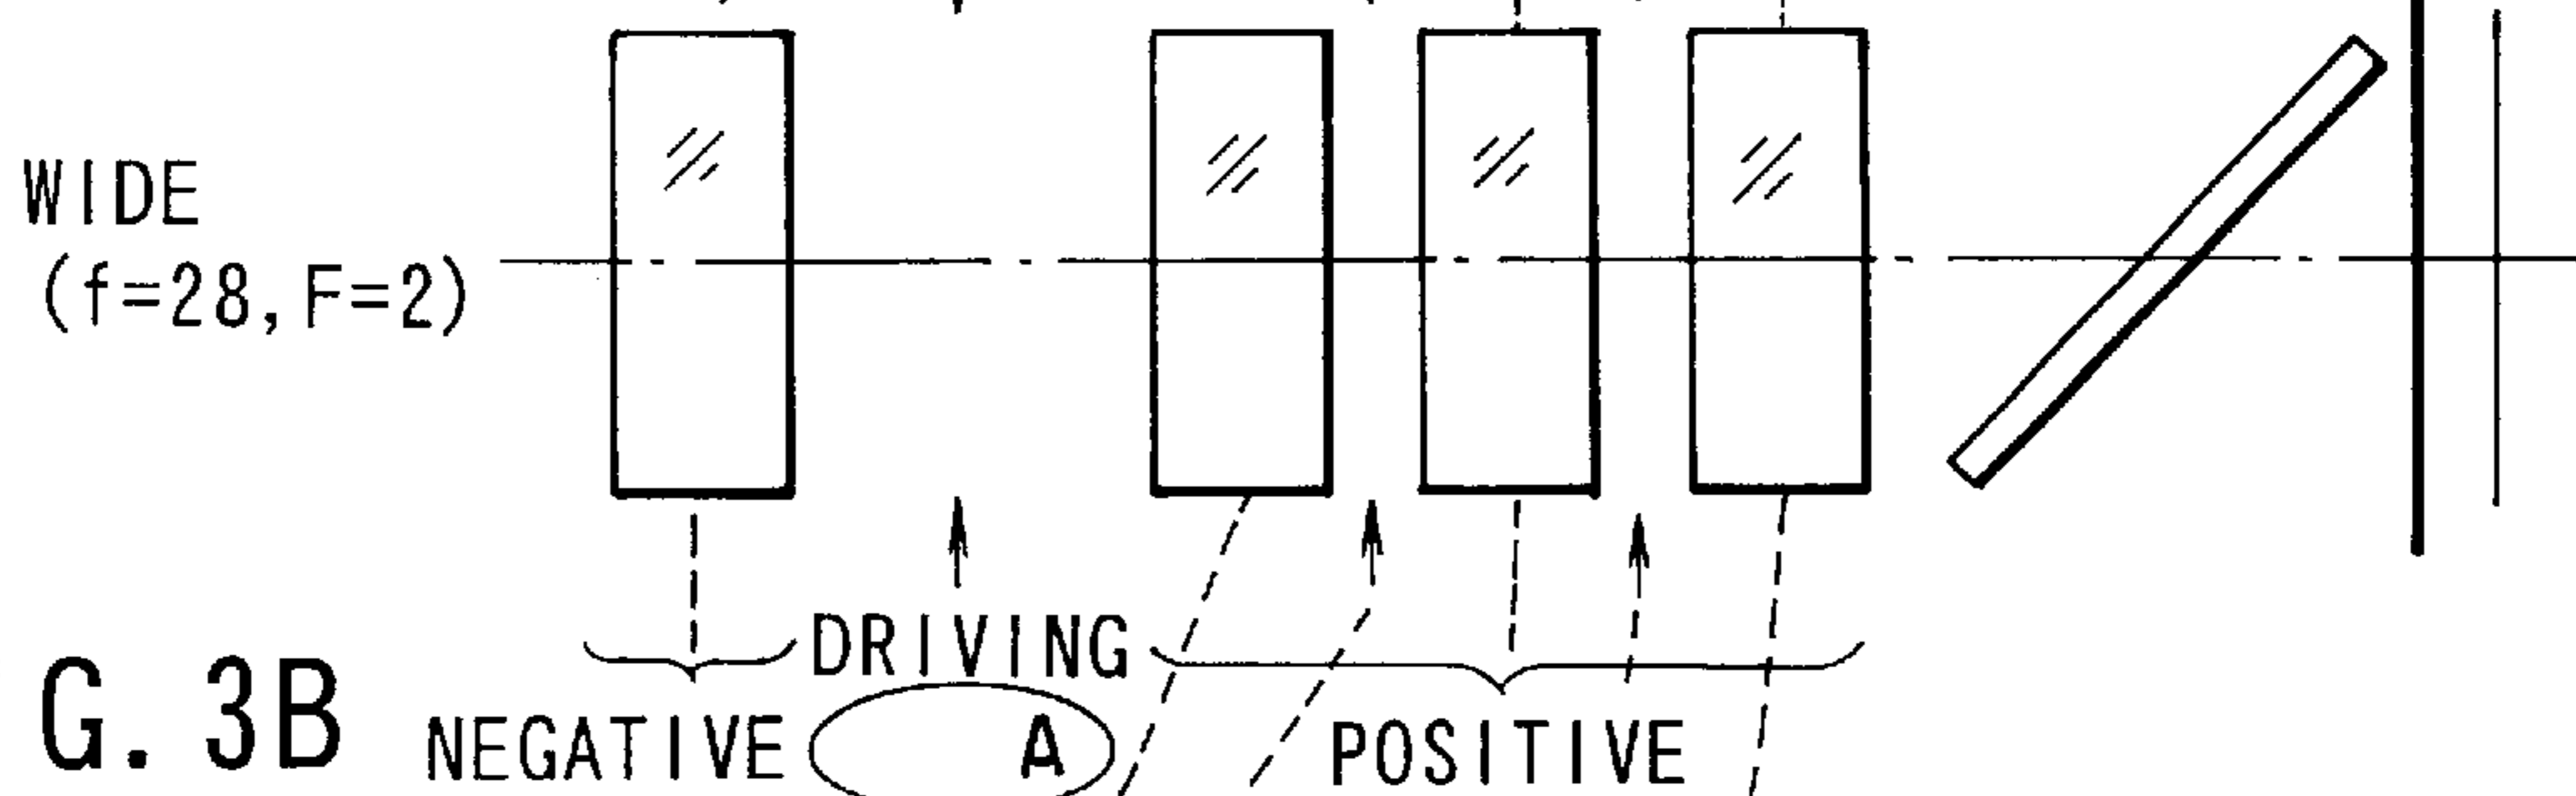 WIDE
(f=28, F=2)
DRIVING
G. 3B NEGATIVE A POSITIVE